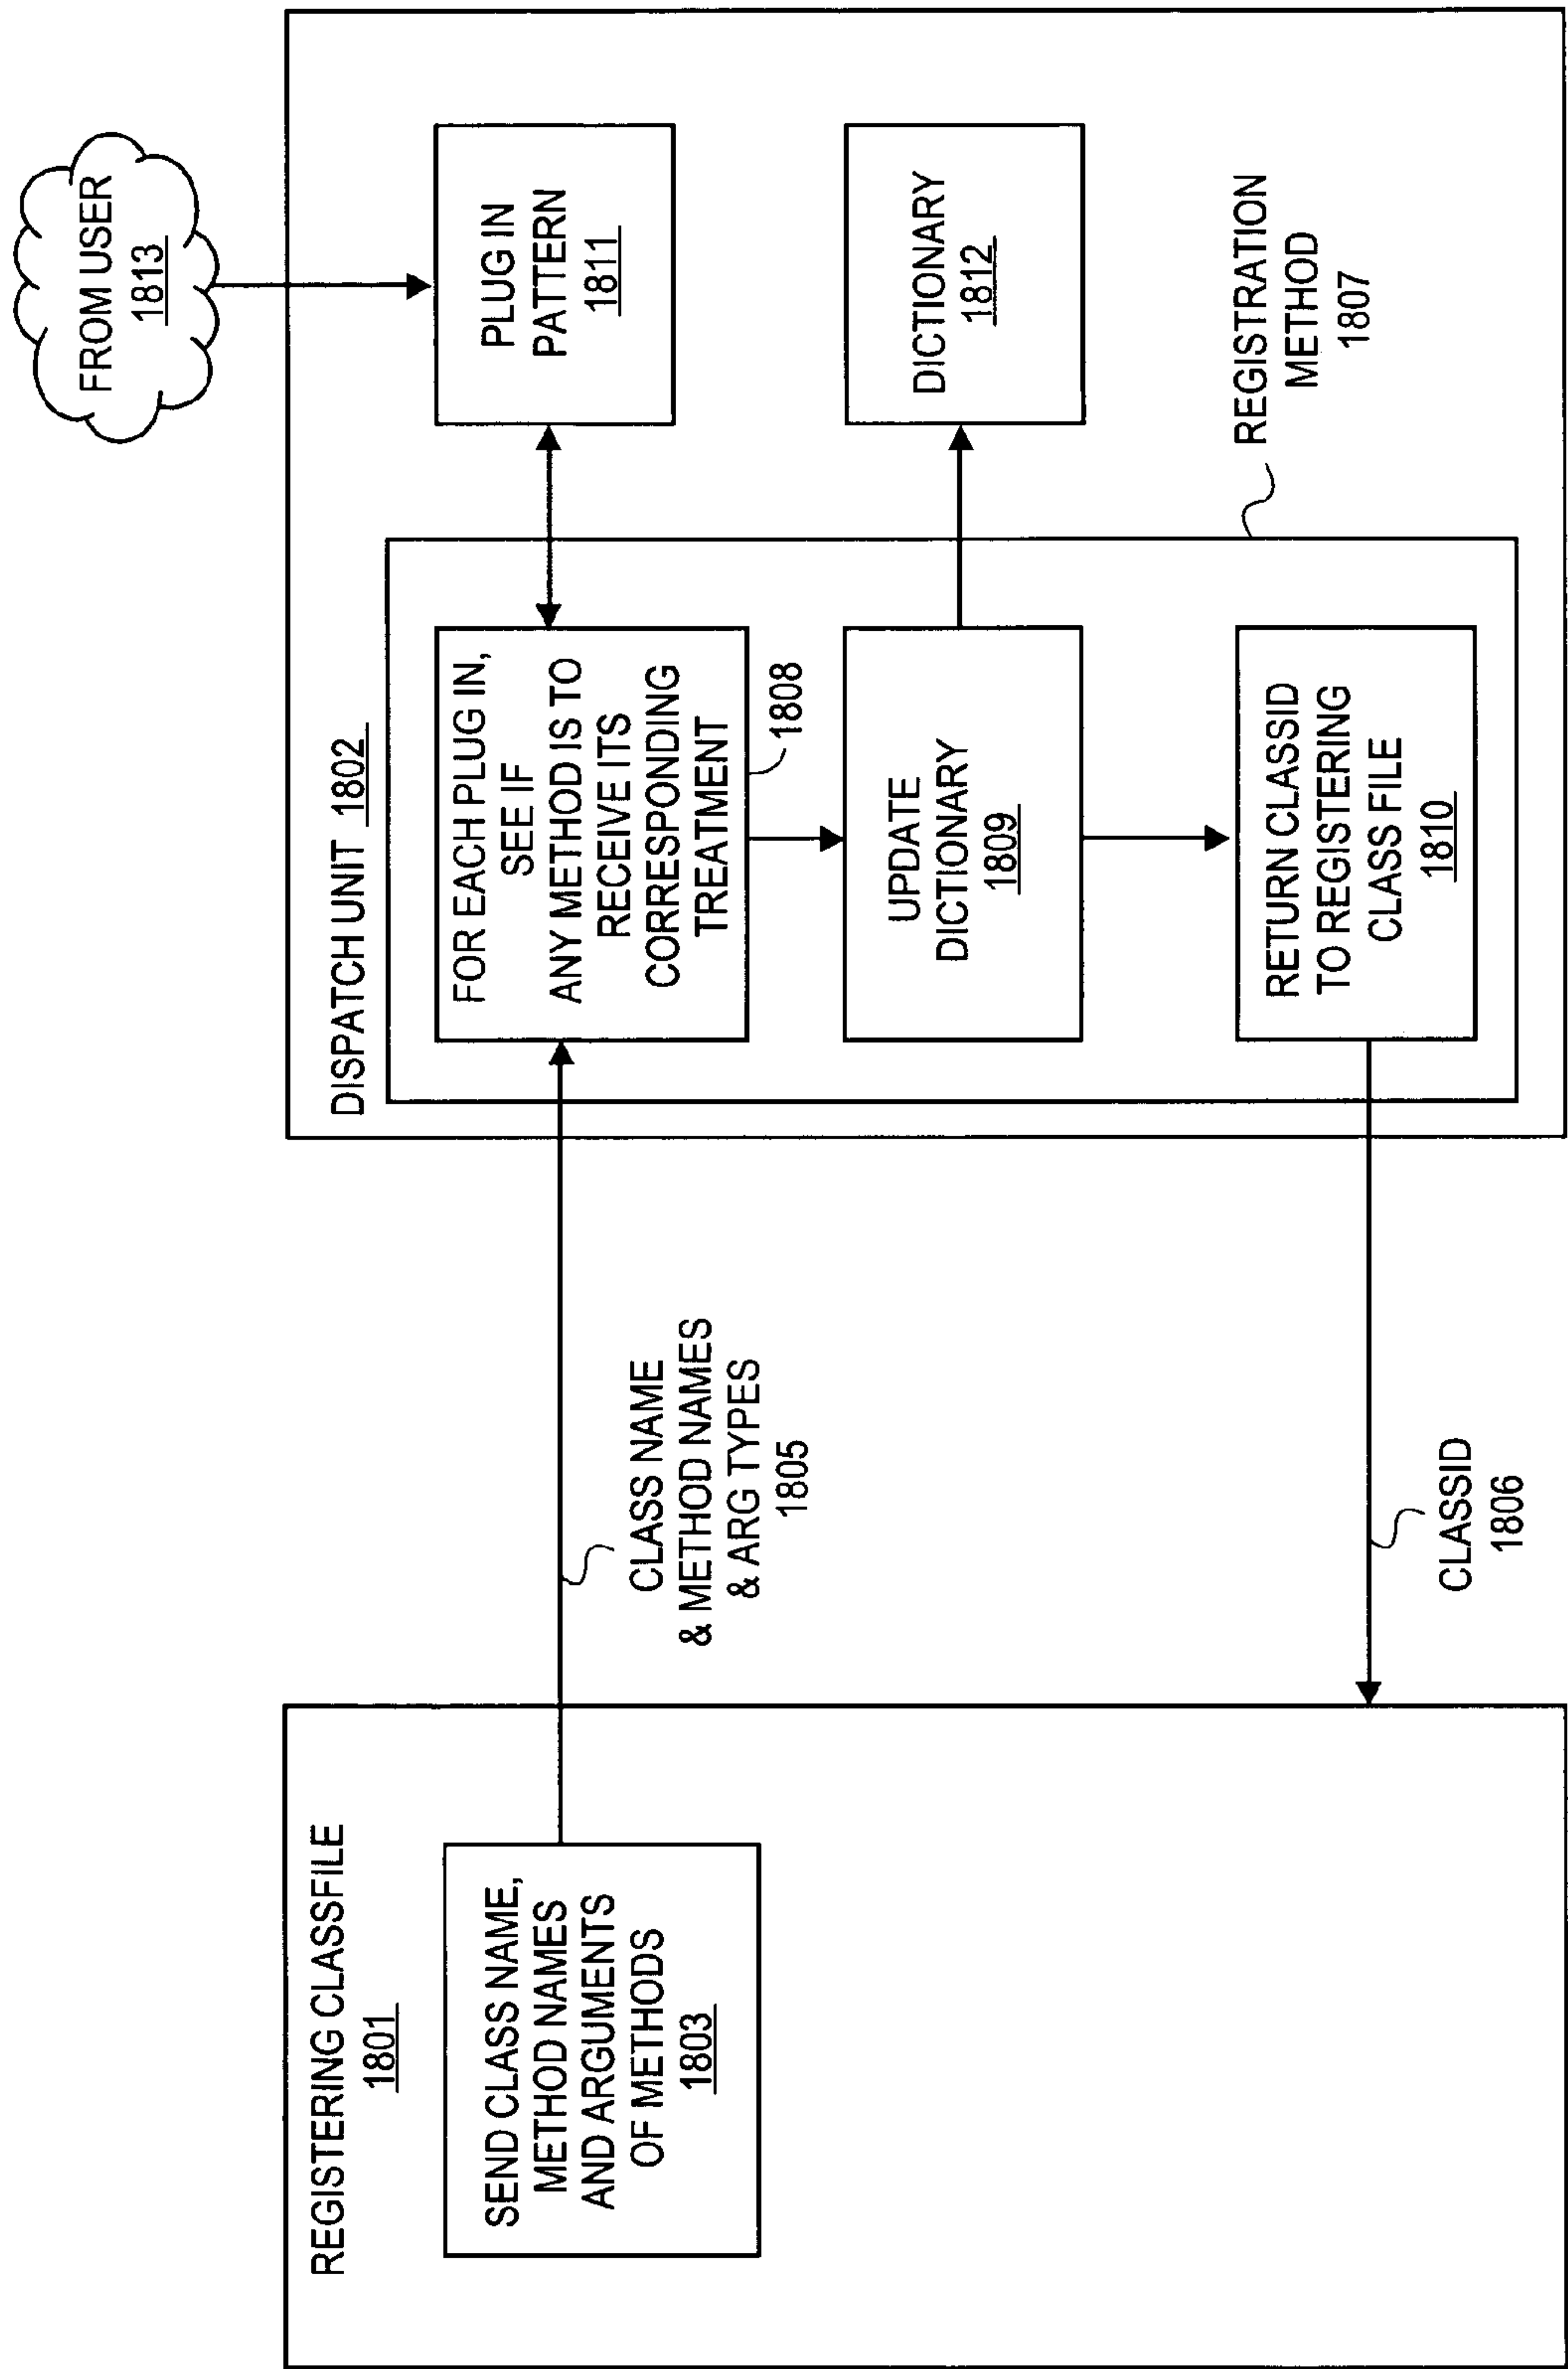 REGISTERING CLASSFILE
1801
SEND CLASS NAME,
METHOD NAMES
AND ARGUMENTS
OF METHODS
1803
CLASS NAME
& METHOD NAMES
& ARG TYPES
1805
CLASSID
1806
DISPATCH UNIT 1802
FOR EACH PLUG IN,
SEE IF
ANY METHOD IS TO
RECEIVE ITS
CORRESPONDING
TREATMENT
1808
UPDATE
DICTIONARY
1809
RETURN CLASSID
TO REGISTERING
CLASS FILE
1810
FROM USER
1813
PLUG IN
PATTERN
1811
DICTIONARY
1812
REGISTRATION
METHOD
1807